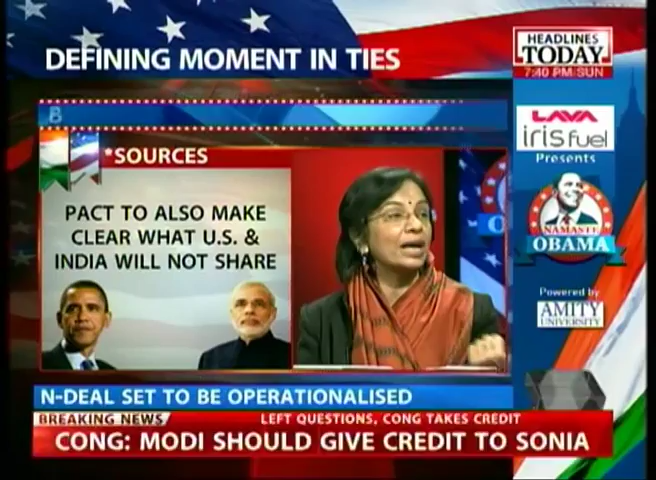 DEFINING MOMENT IN TIES
HEADLINES
TODAY
7:40 PM SUN
*SOURCES
PACT TO ALSO MAKE
CLEAR WHAT U.S. &
INDIA WILL NOT SHARE
LAVA
iris fuel
Presents
NAMASTE
OBAMA
Powered by
AMITY
UNIVERSITY
N-DEAL SET TO BE OPERATIONALISED
BREAKING NEWS
LEFT QUESTIONS, CONG TAKES CREDIT
CONG: MODI SHOULD GIVE CREDIT TO SONIA